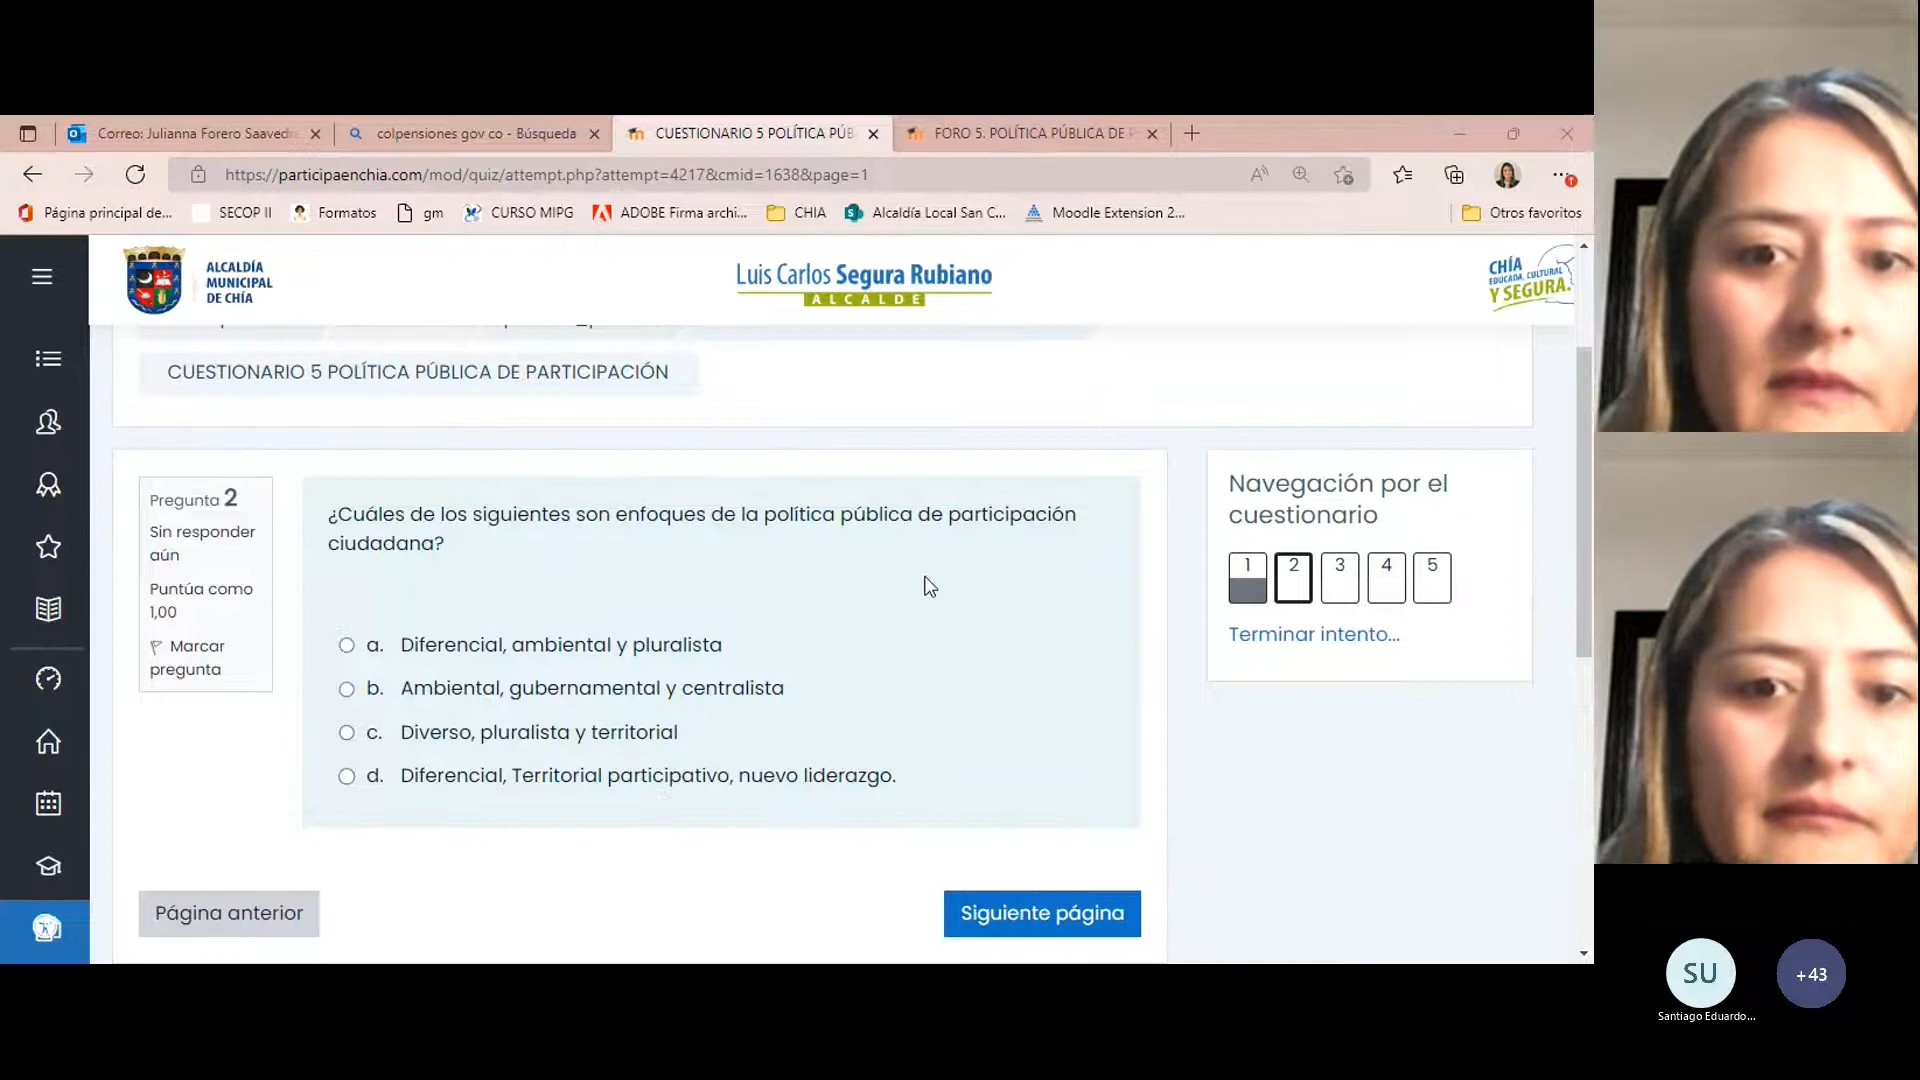 Correo: Julianna Forero Saavedr
colpensiones gov co - Búsqueda
CUESTIONARIO 5 POLÍTICA PÚB
FORO 5. POLÍTICA PÚBLICA DE P
https://participaenchia.com/mod/quiz/attempt.php?attempt=4217&cmid=1638&page=1
Página principal de...
SECOP II
Formatos
gm
CURSO MIPG
ADOBE Firma archi...
CHIA
Alcaldía Local San C...
Moodle Extension 2...
Otros favoritos
ALCALDÍA
MUNICIPAL
DE CHÍA
Luis Carlos Segura Rubiano
ALCALDE
CHÍA
EDUCADA, CULTURAL
Y SEGURA.
CUESTIONARIO 5 POLÍTICA PÚBLICA DE PARTICIPACIÓN
Pregunta 2
Sin responder
aún
Puntúa como
1,00
Marcar
pregunta
¿Cuáles de los siguientes son enfoques de la política pública de participación
ciudadana?
a. Diferencial, ambiental y pluralista
b. Ambiental, gubernamental y centralista
c. Diverso, pluralista y territorial
d. Diferencial, Territorial participativo, nuevo liderazgo.
Página anterior
Siguiente página
Navegación por el
cuestionario
1 2 3 4 5
Terminar intento...
SU
+43
Santiago Eduardo...